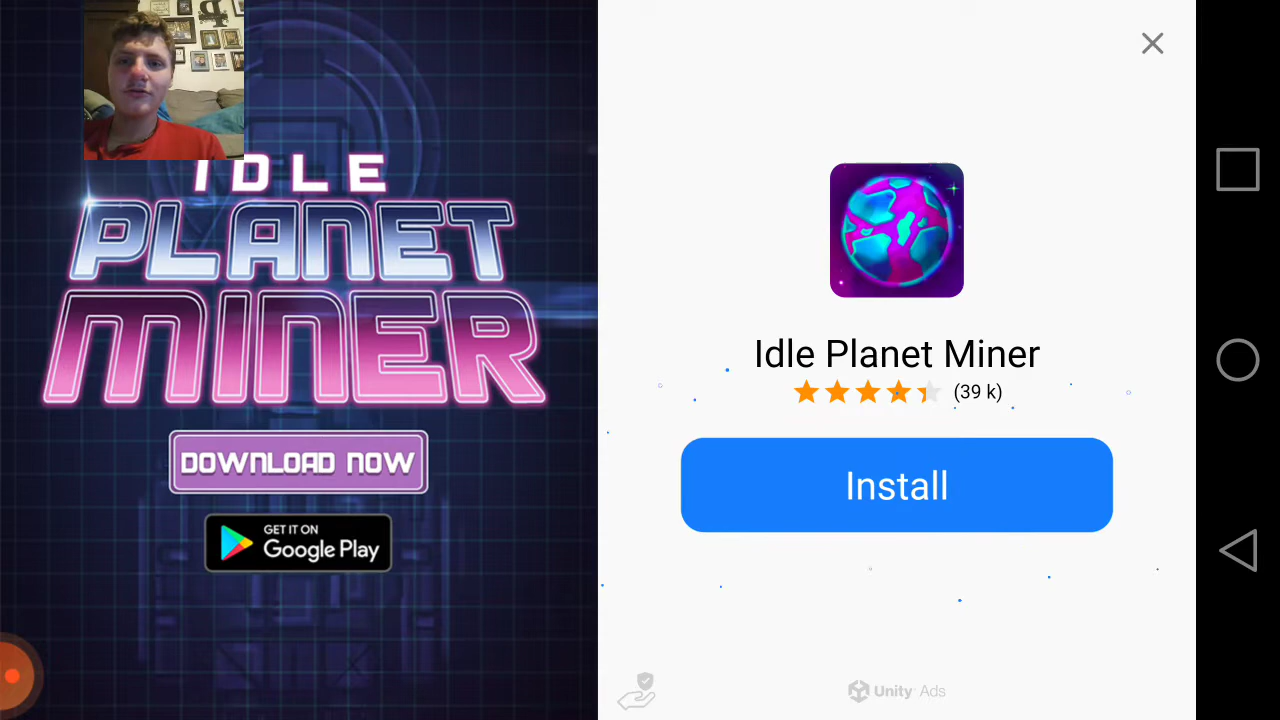 IDLE
PLANET
MINER
DOWNLOAD NOW
GET IT ON
Google Play
Idle Planet Miner
(39 k)
Install
Unity Ads